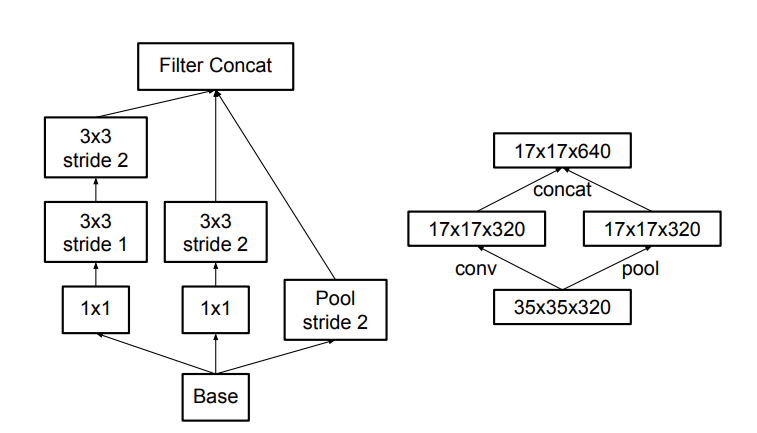 Filter Concat
3x3
stride 2
3x3
stride 1
3x3
stride 2
1x1
1x1
Pool
stride 2
Base
17x17x640
concat
17x17x320
17x17x320
conv
pool
35x35x320